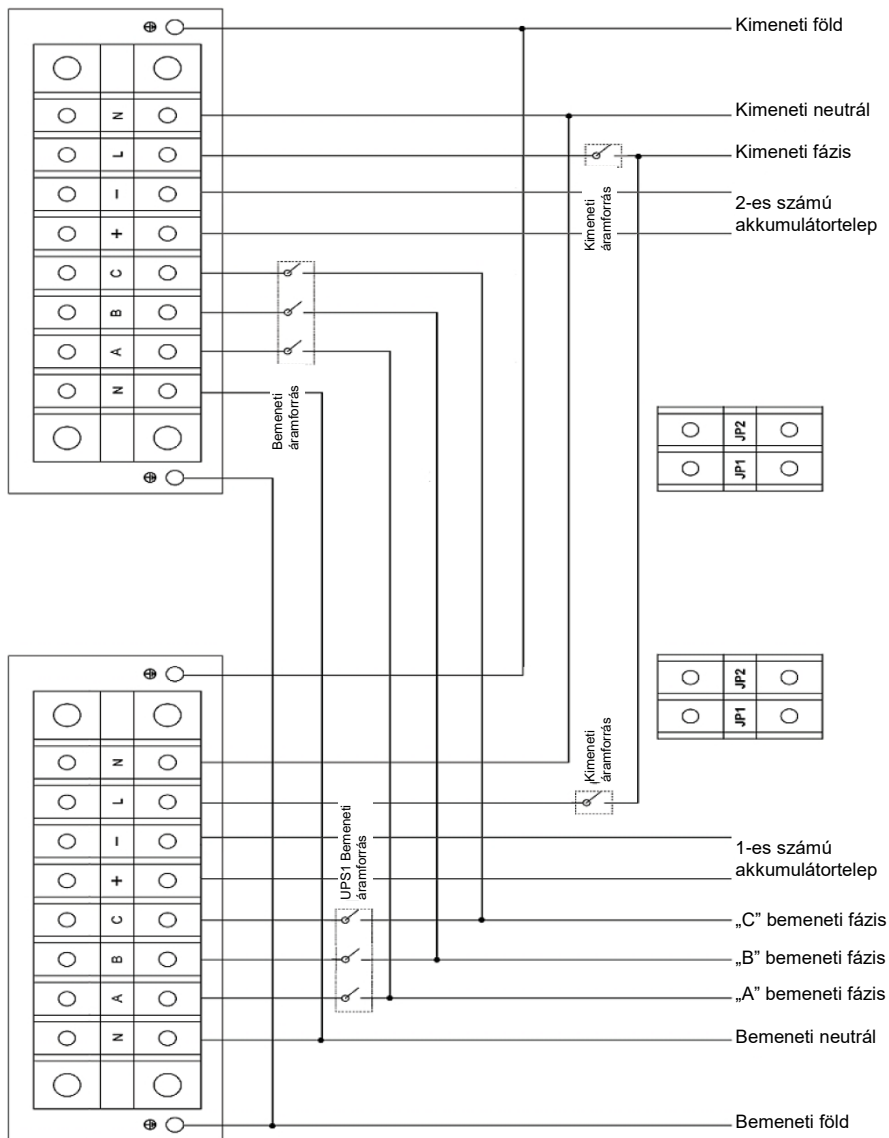 Kimeneti föld
N
Kimeneti neutrál
L
Kimeneti fázis
−
2-es számú
akkumulátortelep
+
Kimeneti
áramforrás
C
B
A
N
Bemeneti
áramforrás
JP2
JP1
JP2
JP1
N
L
Kimeneti
áramforrás
−
1-es számú
akkumulátortelep
+
UPS1 Bemeneti
áramforrás
C
„C” bemeneti fázis
B
„B” bemeneti fázis
A
„A” bemeneti fázis
N
Bemeneti neutrál
Bemeneti föld